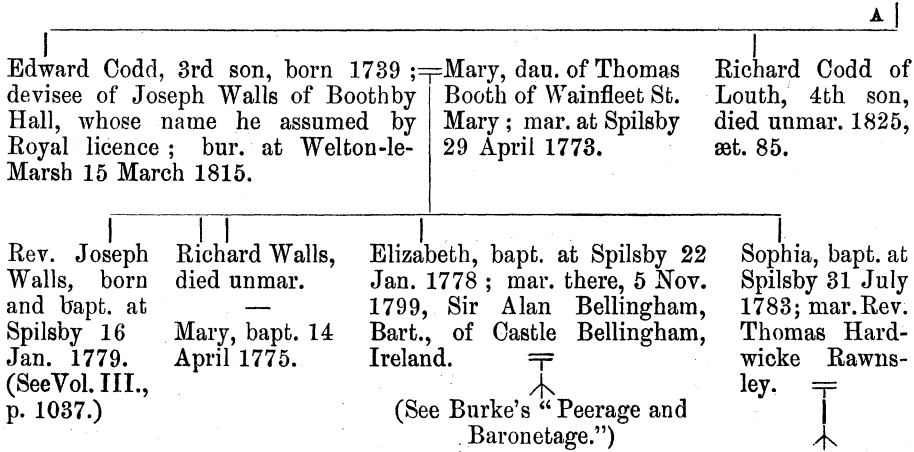 A
Edward Codd, 3rd son, born 1739 ;
devisee of Joseph Walls of Boothby
Hall, whose name he assumed by
Royal licence ; bur. at Welton-le-
Marsh 15 March 1815.
Mary, dau. of Thomas
Booth of Wainfleet St.
Mary ; mar. at Spilsby
29 April 1773.
Richard Codd of
Louth, 4th son,
died unmar. 1825,
æt. 85.
Rev. Joseph
Walls, born
and bapt. at
Spilsby 16
Jan. 1779.
(See Vol. III.,
p. 1037.)
Richard Walls,
died unmar.
—
Mary, bapt. 14
April 1775.
Elizabeth, bapt. at Spilsby 22
Jan. 1778 ; mar. there, 5 Nov.
1799, Sir Alan Bellingham,
Bart., of Castle Bellingham,
Ireland.
(See Burke's “ Peerage and
Baronetage.”)
Sophia, bapt. at
Spilsby 31 July
1783; mar. Rev.
Thomas Hard-
wicke Rawns-
ley.